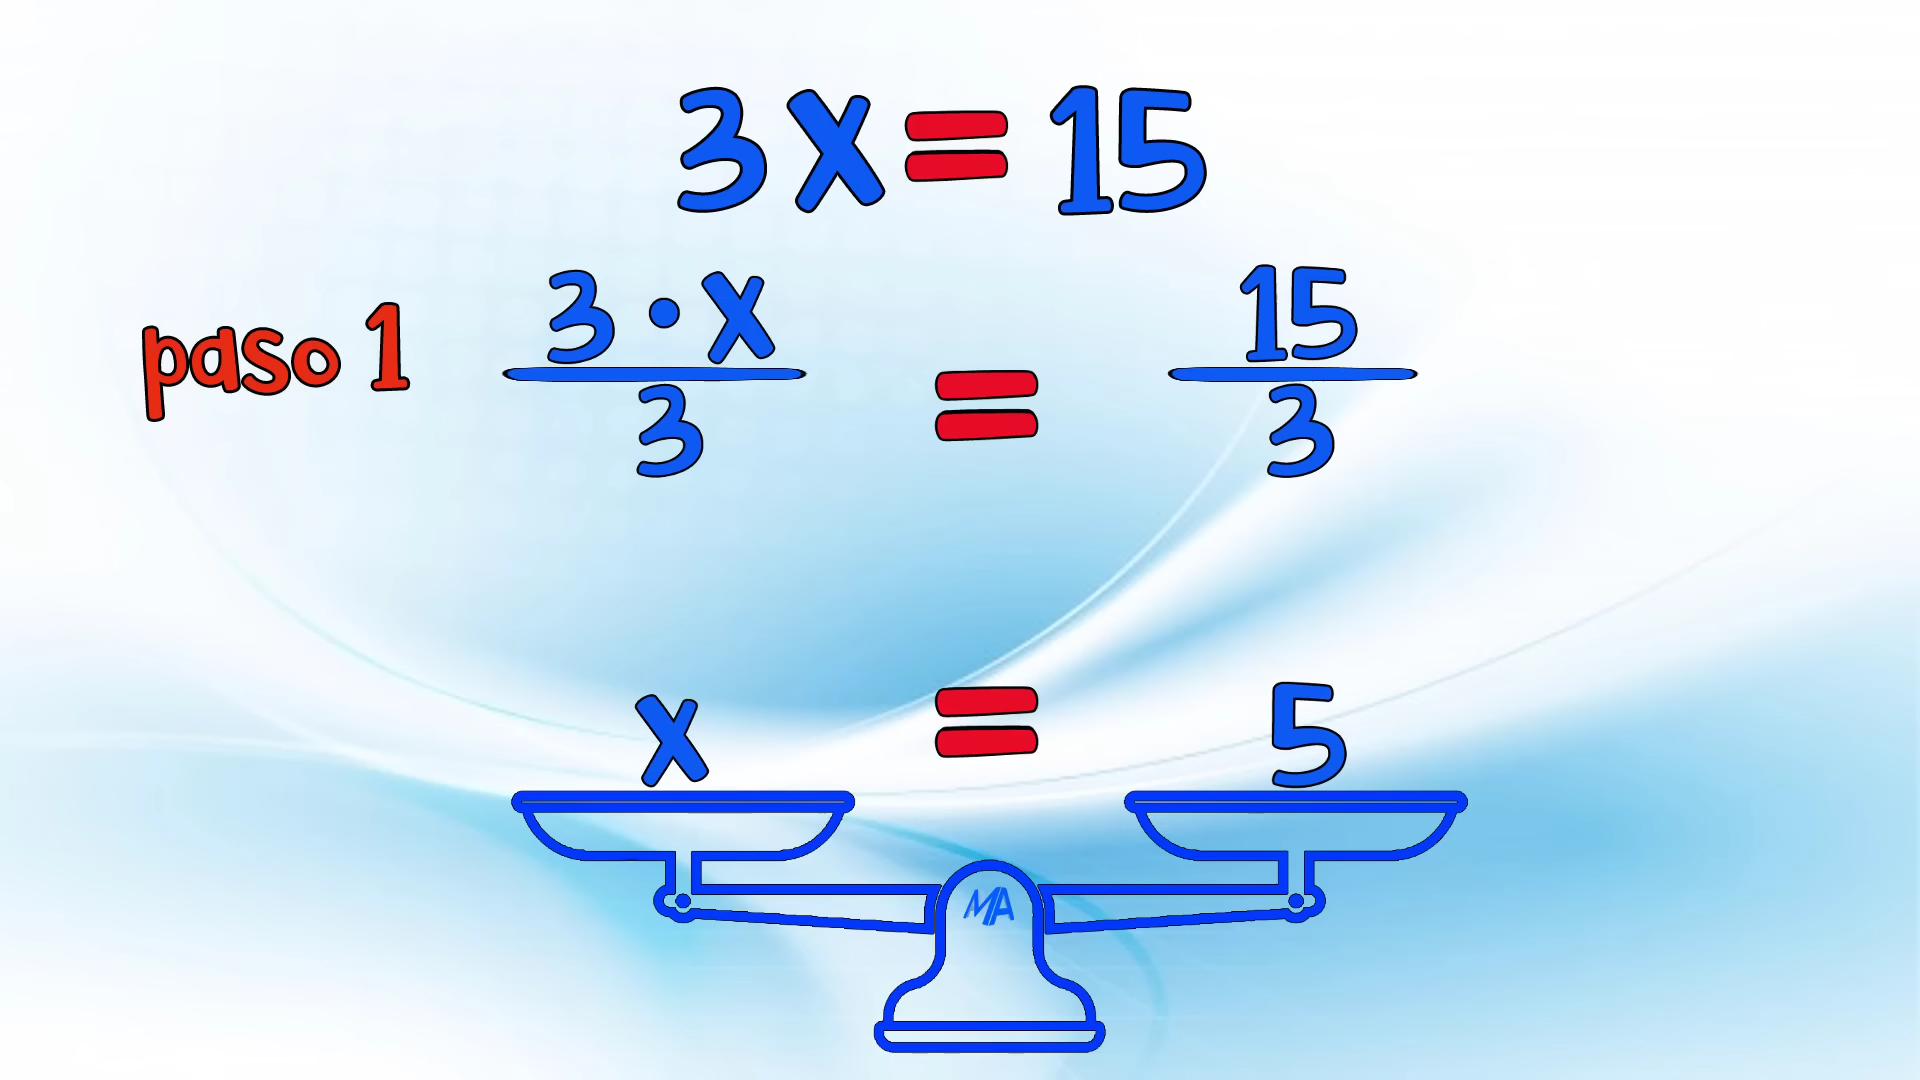 3x=15
paso 1
3 • x = 15
3 3
x = 5
MA